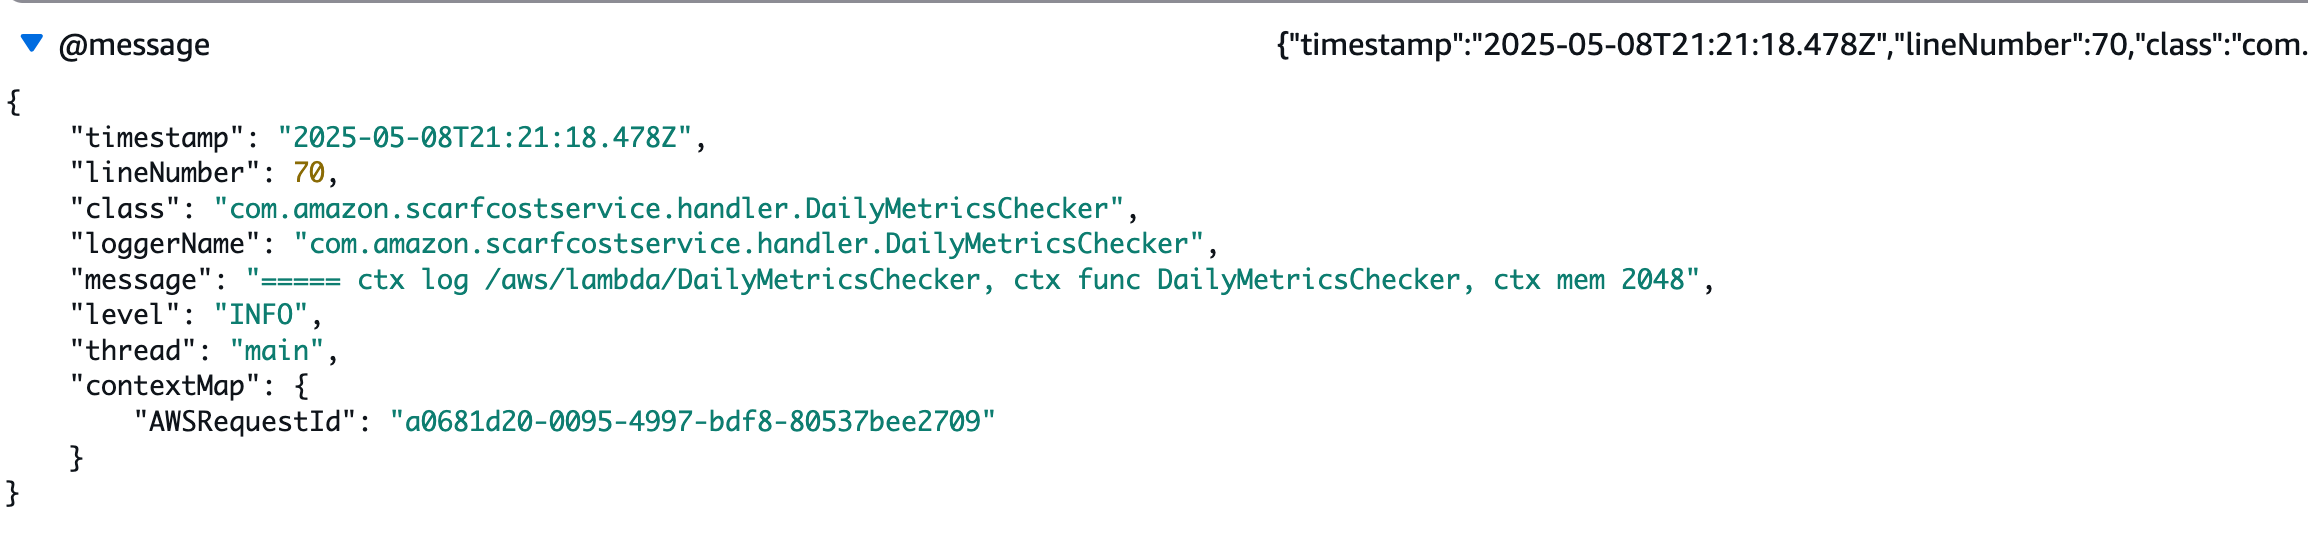 @message {"timestamp":"2025-05-08T21:21:18.478Z","lineNumber":70,"class":"com.
{
    "timestamp": "2025-05-08T21:21:18.478Z",
    "lineNumber": 70,
    "class": "com.amazon.scarfcostservice.handler.DailyMetricsChecker",
    "loggerName": "com.amazon.scarfcostservice.handler.DailyMetricsChecker",
    "message": "===== ctx log /aws/lambda/DailyMetricsChecker, ctx func DailyMetricsChecker, ctx mem 2048",
    "level": "INFO",
    "thread": "main",
    "contextMap": {
        "AWSRequestId": "a0681d20-0095-4997-bdf8-80537bee2709"
    }
}